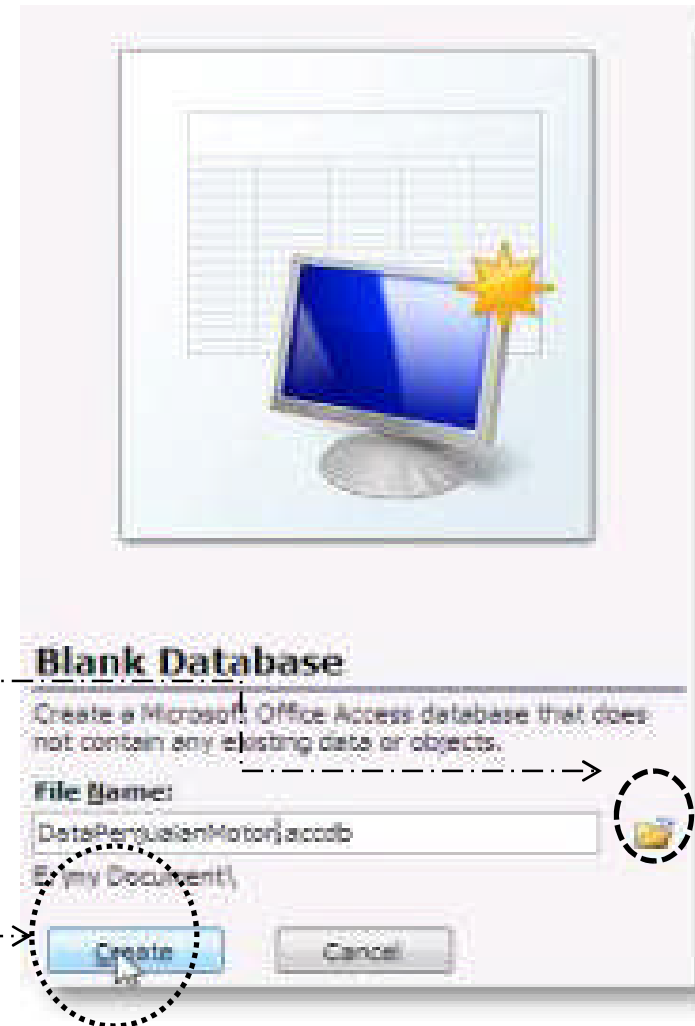 Blank Database
Create a Microsoft Office Access database that does
not contain any existing data or objects.
File Name:
DataPenjualanMotor.accdb
E:\my Document\
Create
Cancel